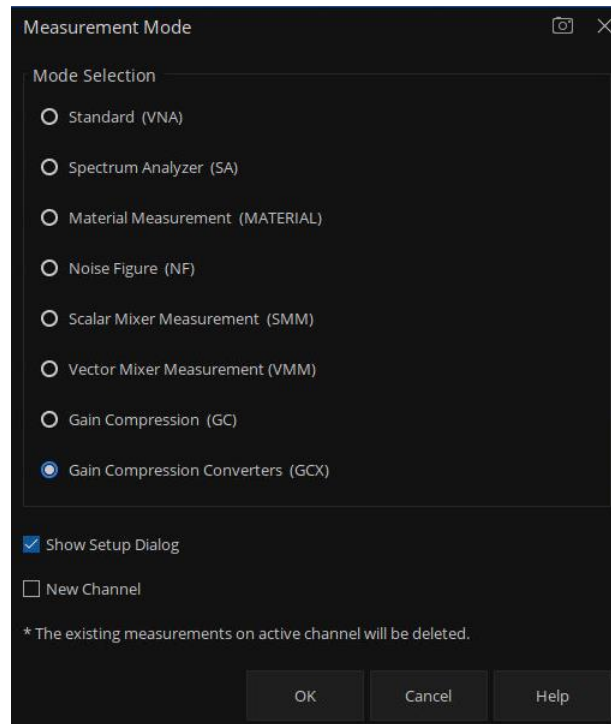 Measurement Mode
Mode Selection
Standard (VNA)
Spectrum Analyzer (SA)
Material Measurement (MATERIAL)
Noise Figure (NF)
Scalar Mixer Measurement (SMM)
Vector Mixer Measurement (VMM)
Gain Compression (GC)
Gain Compression Converters (GCX)
Show Setup Dialog
New Channel
* The existing measurements on active channel will be deleted.
OK Cancel Help